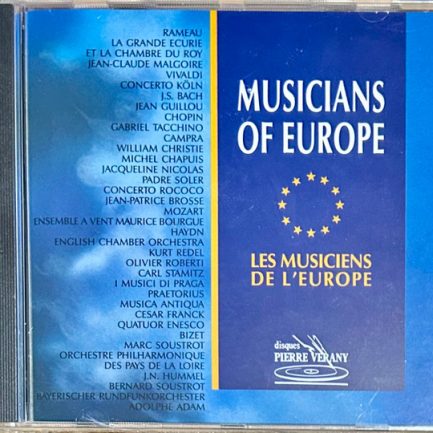 RAMEAU
LA GRANDE ECURIE
ET LA CHAMBRE DU ROY
JEAN-CLAUDE MALGOIRE
VIVALDI
CONCERTO KÖLN
J.S. BACH
JEAN GUILLOU
CHOPIN
GABRIEL TACCHINO
CAMPRA
WILLIAM CHRISTIE
MICHEL CHAPUIS
JACQUELINE NICOLAS
PADRE SOLER
CONCERTO ROCOCO
JEAN-PATRICE BROSSE
MOZART
ENSEMBLE A VENT MAURICE BOURGUE
HAYDN
ENGLISH CHAMBER ORCHESTRA
KURT REDEL
OLIVIER ROBERTI
CARL STAMITZ
I MUSICI DI PRAGA
PRAETORIUS
MUSICA ANTIQUA
CESAR FRANCK
QUATUOR ENESCO
BIZET
MARC SOUSTROT
ORCHESTRE PHILHARMONIQUE
DES PAYS DE LA LOIRE
J.N. HUMMEL
BERNARD SOUSTROT
BAYERISCHER RUNDFUNKORCHESTER
ADOLPHE ADAM
MUSICIANS
OF EUROPE
LES MUSICIENS
DE L'EUROPE
disques
PIERRE VERANY